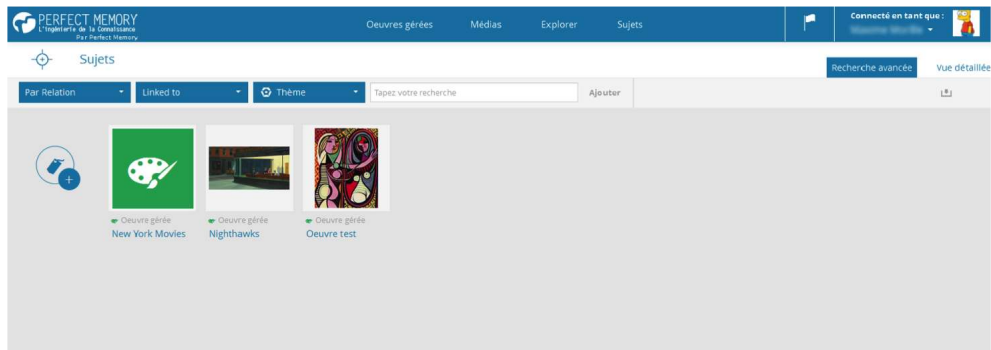 PERFECT MEMORY
L'Ingénierie de la Connaissance
Par Perfect Memory
Oeuvres gérées
Médias
Explorer
Sujets
Connecté en tant que :
Sujets
Recherche avancée
Vue détaillée
Par Relation
Linked to
Thème
Tapez votre recherche
Ajouter
Oeuvre gérée
Oeuvre gérée
Oeuvre gérée
New York Movies
Nighthawks
Oeuvre test